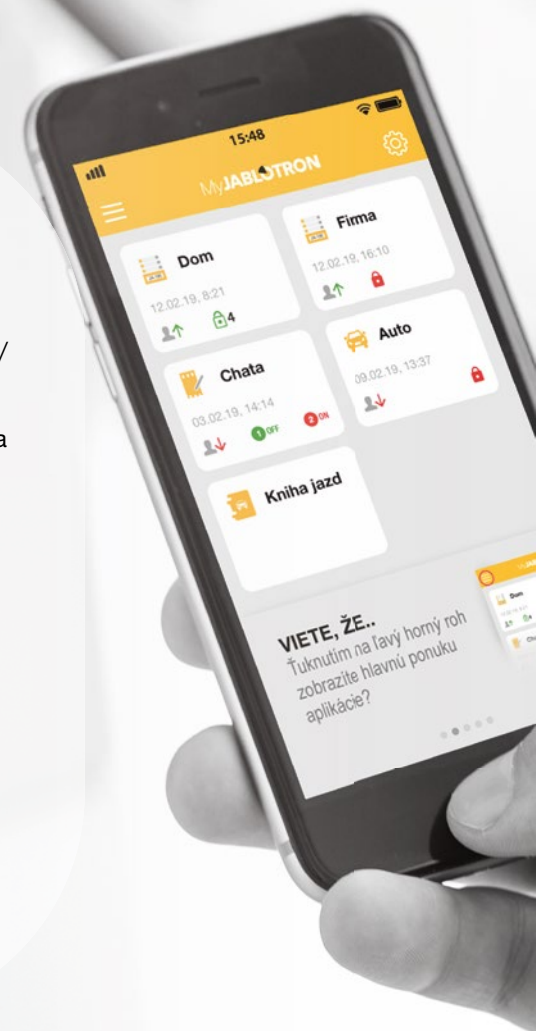 /
a
15:48
MyJABLOTRON
Dom
12.02.19, 8:21
4
Firma
12.02.19, 16:10
Chata
03.02.19, 14:14
1 OFF
2 ON
Auto
09.02.19, 13:37
Kniha jazd
VIETE, ŽE..
Ťuknutím na ľavý horný roh
zobrazíte hlavnú ponuku
aplikácie?
Dom